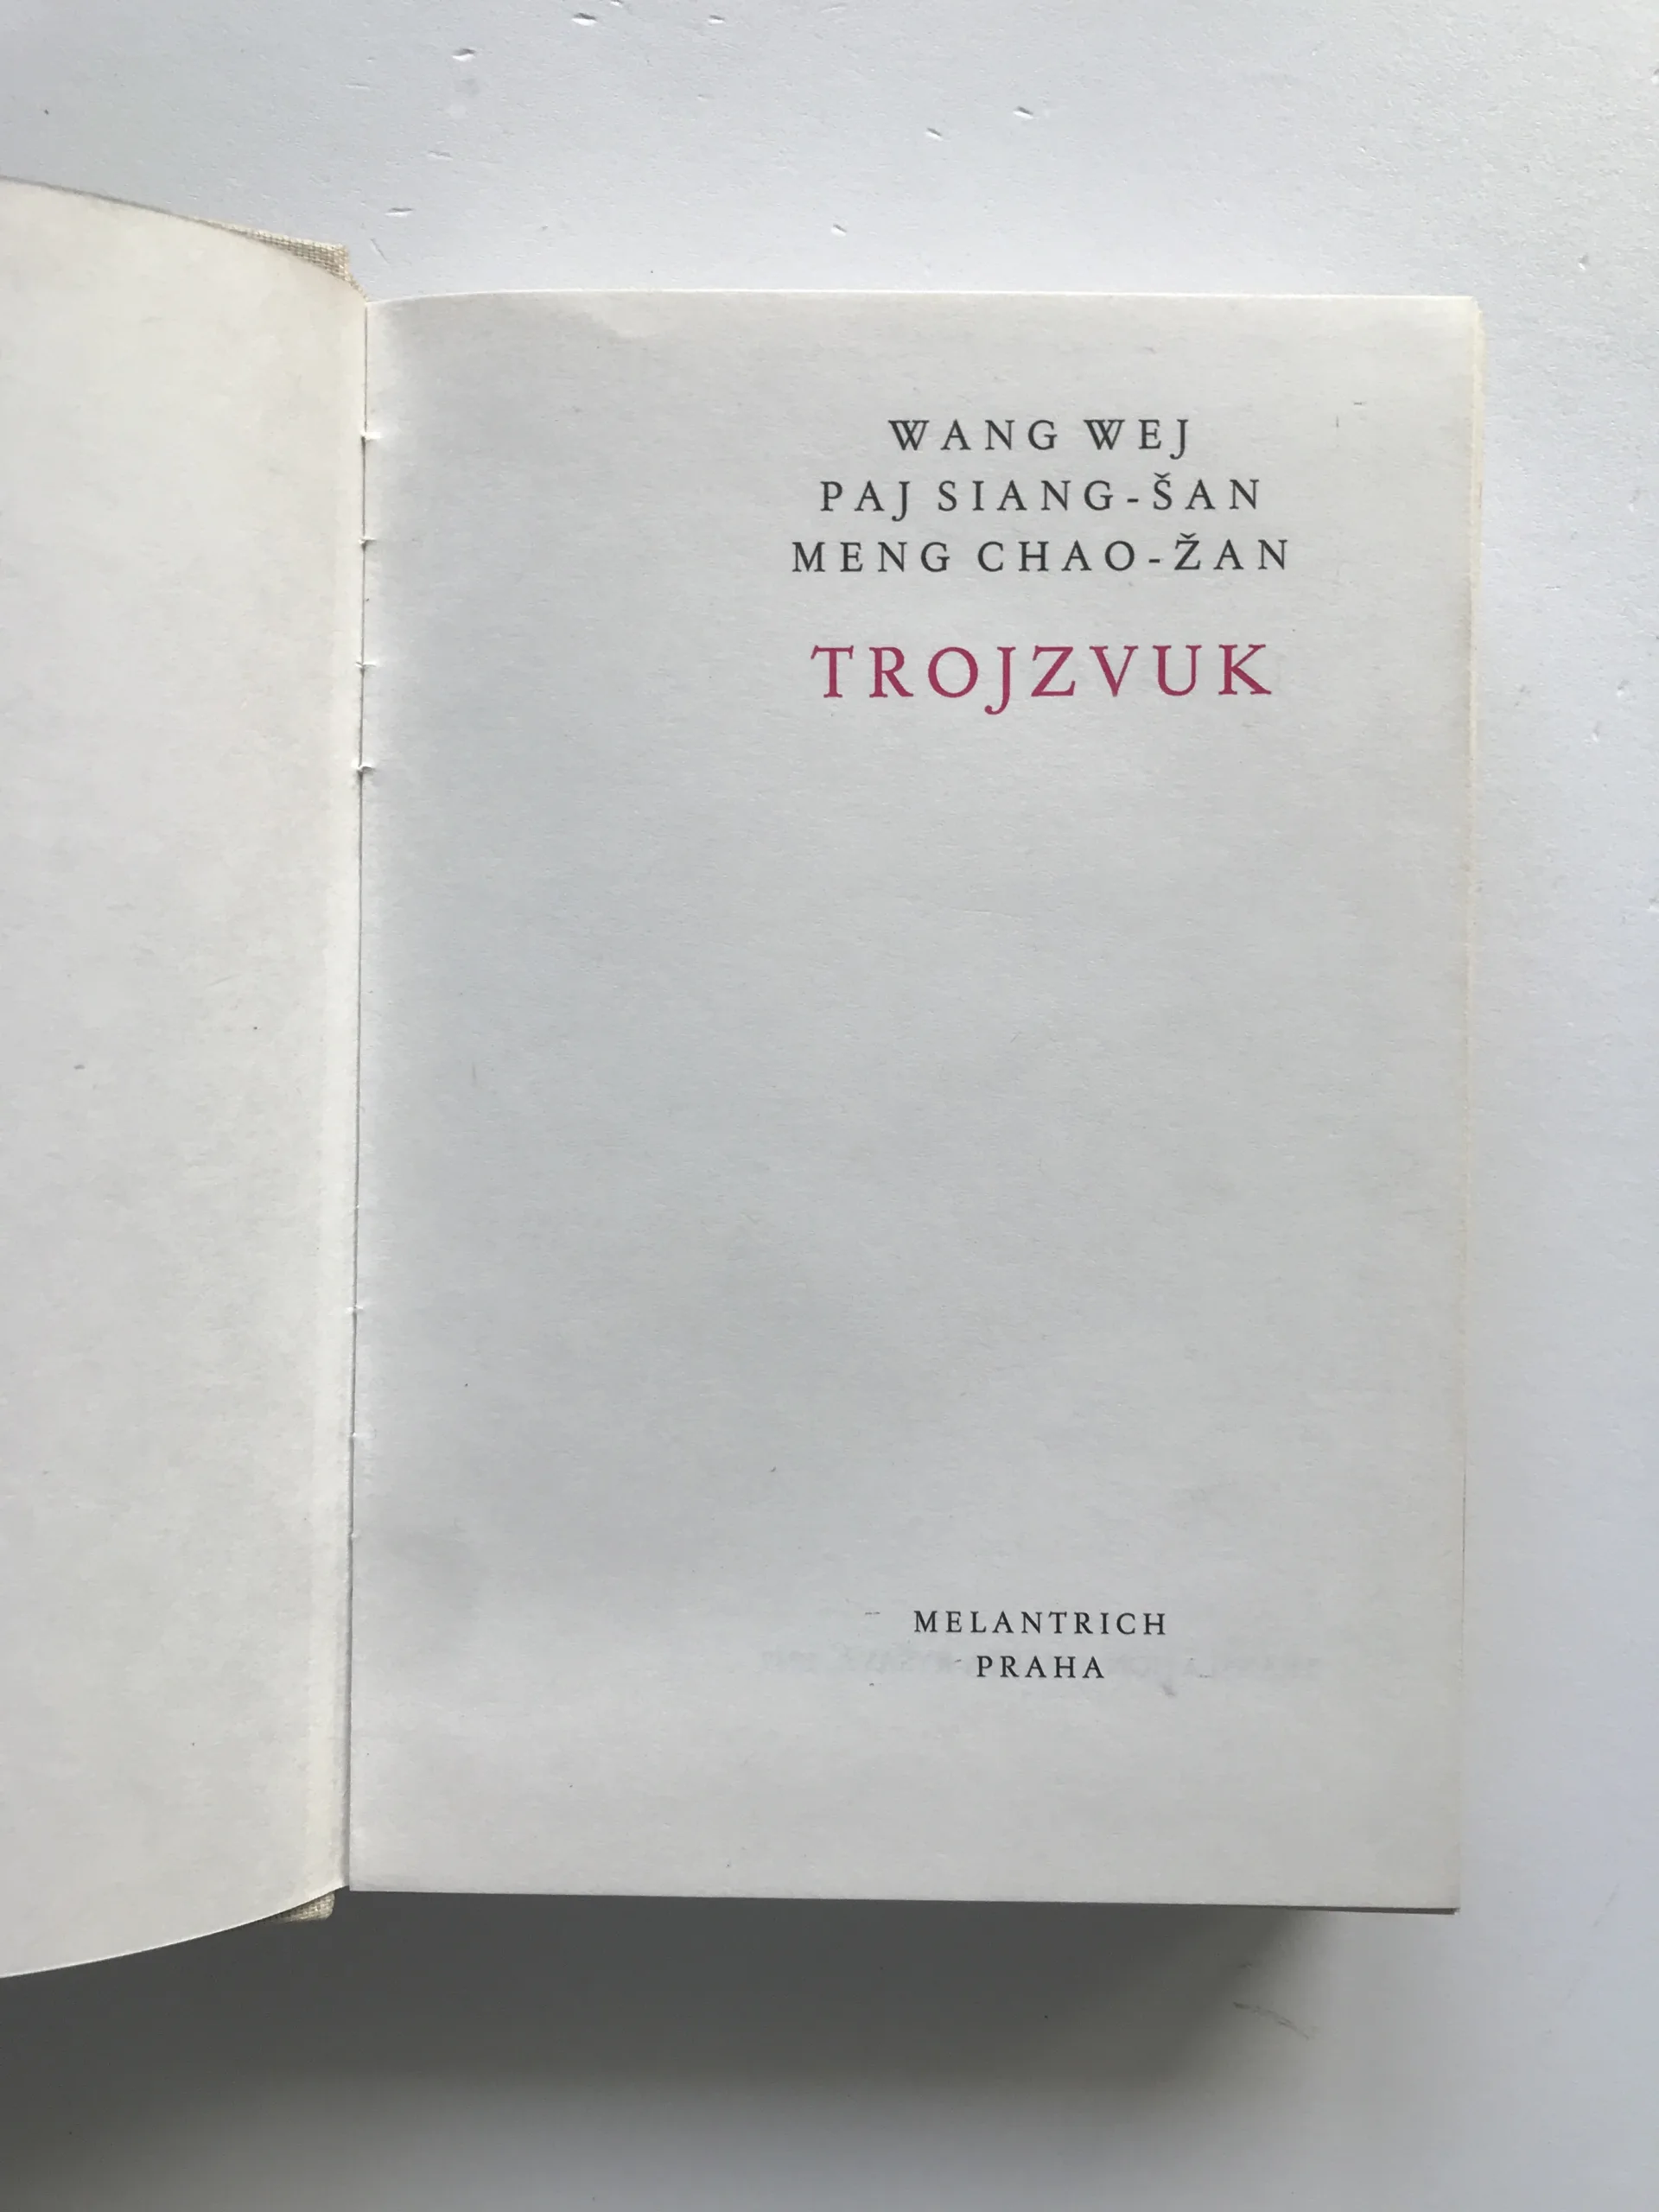 WANG WEJ
PAJ SIANG-ŠAN
MENG CHAO-ŽAN
TROJZVUK
MELANTRICH
PRAHA